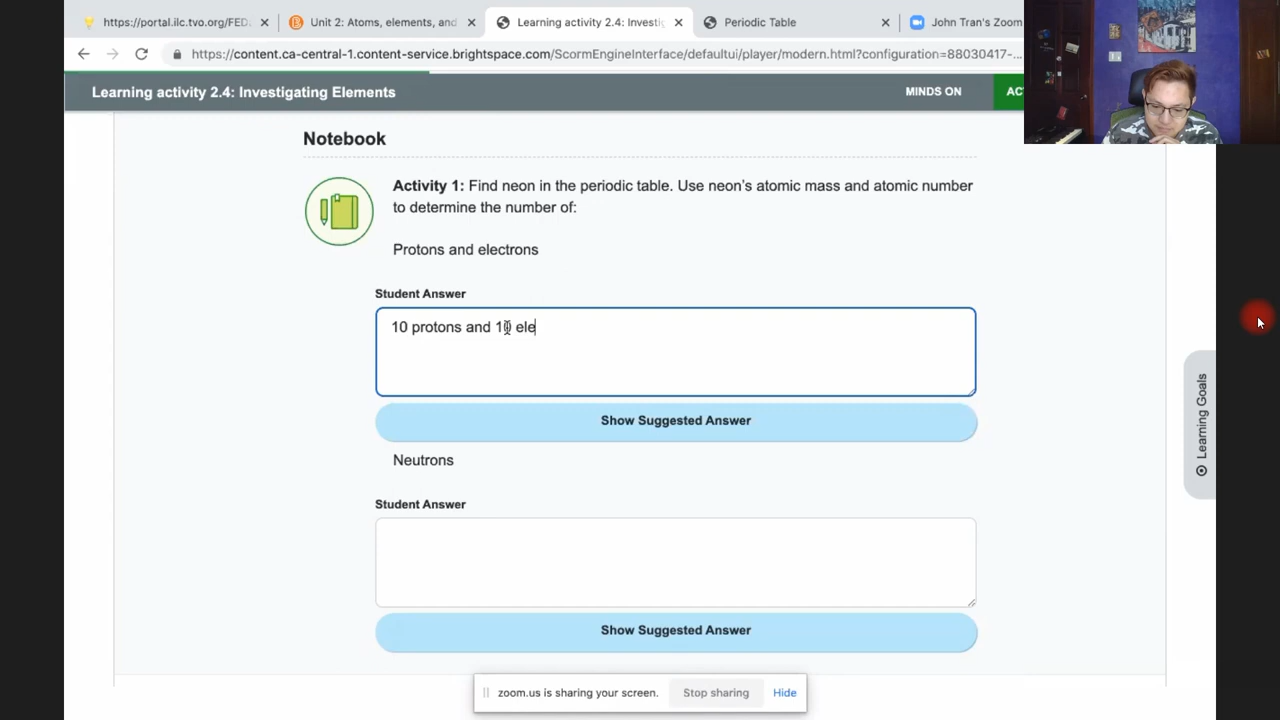 https://portal.ilc.tvo.org/FED
Unit 2: Atoms, elements, and
Learning activity 2.4: Investig
Periodic Table
John Tran's Zoom
https://content.ca-central-1.content-service.brightspace.com/ScormEngineInterface/defaultui/player/modern.html?configuration=88030417-...
Learning activity 2.4: Investigating Elements
MINDS ON
AC
Notebook
Activity 1: Find neon in the periodic table. Use neon's atomic mass and atomic number
to determine the number of:
Protons and electrons
Student Answer
10 protons and 10 ele
Show Suggested Answer
Neutrons
Student Answer
Show Suggested Answer
Learning Goals
zoom.us is sharing your screen.
Stop sharing
Hide